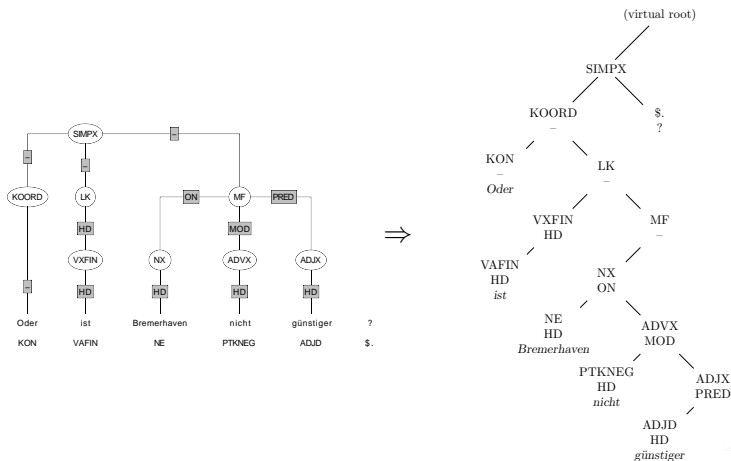 SIMPX
–
–
–
KOORD
LK
ON
MF
PRED
HD
MOD
VXFIN
NX
ADVX
ADJX
–
HD
HD
HD
HD
Oder ist Bremerhaven nicht günstiger ?
KON VAFIN NE PTKNEG ADJD $.
⇒
(virtual root)
SIMPX
KOORD
–
$.
?
KON
–
Oder
LK
–
VXFIN
HD
MF
–
VAFIN
HD
ist
NX
ON
NE
HD
Bremerhaven
ADVX
MOD
PTKNEG
HD
nicht
ADJX
PRED
ADJD
HD
günstiger